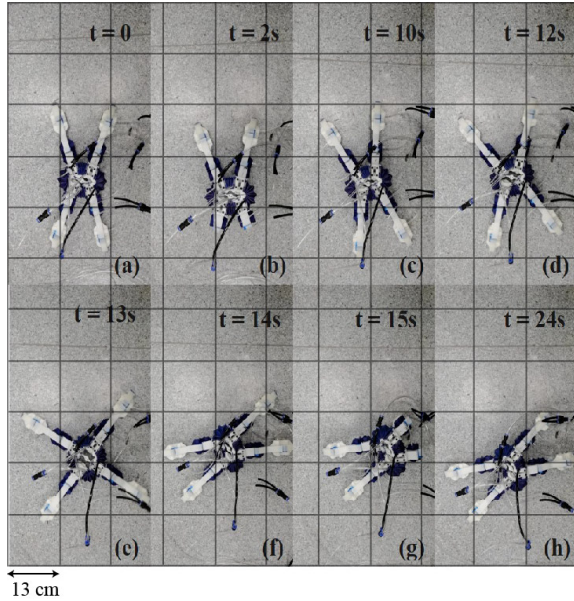 t = 0
t = 2s
t = 10s
t = 12s
(a)
(b)
(c)
(d)
t = 13s
t = 14s
t = 15s
t = 24s
(e)
(f)
(g)
(h)
13 cm